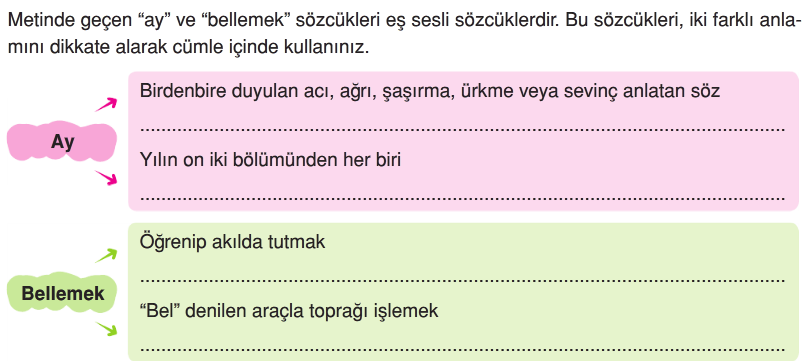 Metinde geçen “ay” ve “bellemek” sözcükleri eş sesli sözcüklerdir. Bu sözcükleri, iki farklı anla-
mını dikkate alarak cümle içinde kullanınız.
Birdenbire duyulan acı, ağrı, şaşırma, ürkme veya sevinç anlatan söz
Ay
Yılın on iki bölümünden her biri
Öğrenip akılda tutmak
Bellemek
“Bel” denilen araçla toprağı işlemek